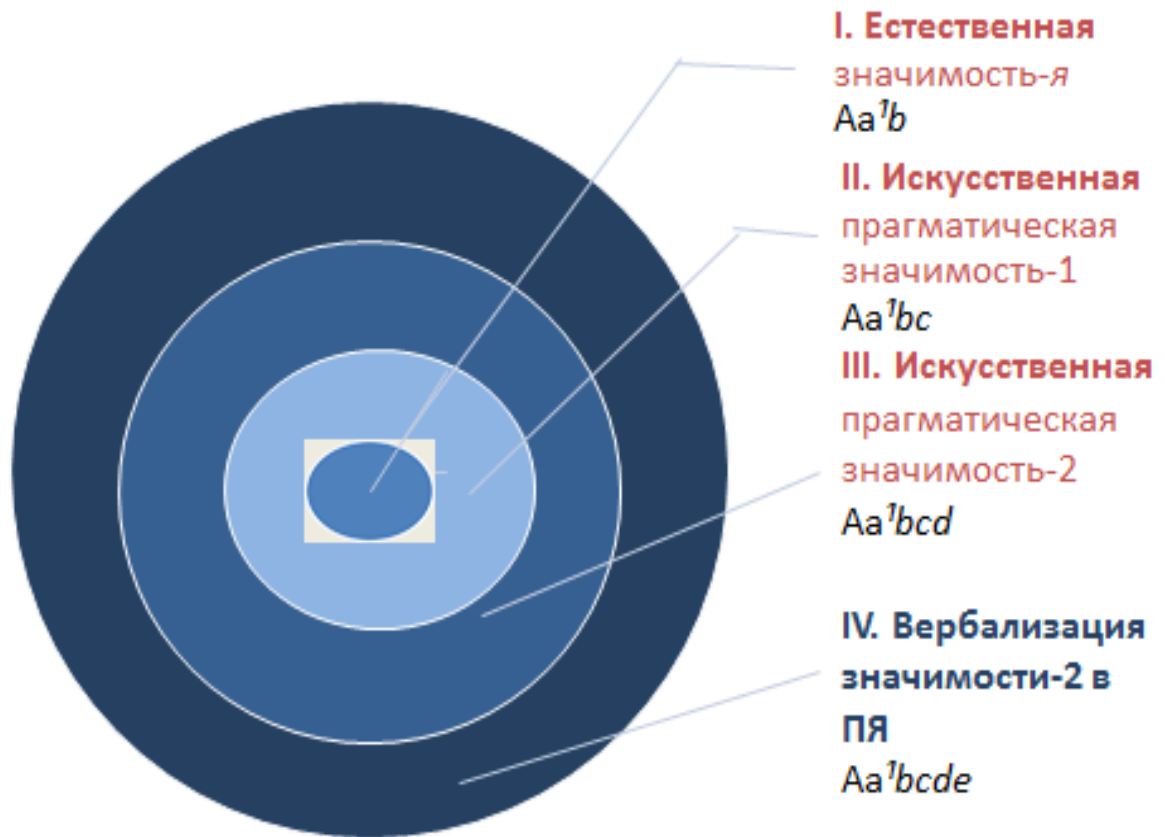 I. Естественная
значимость-я
Aa¹b
II. Искусственная
прагматическая
значимость-1
Aa¹bc
III. Искусственная
прагматическая
значимость-2
Aa¹bcd
IV. Вербализация
значимости-2 в
ПЯ
Aa¹bcde